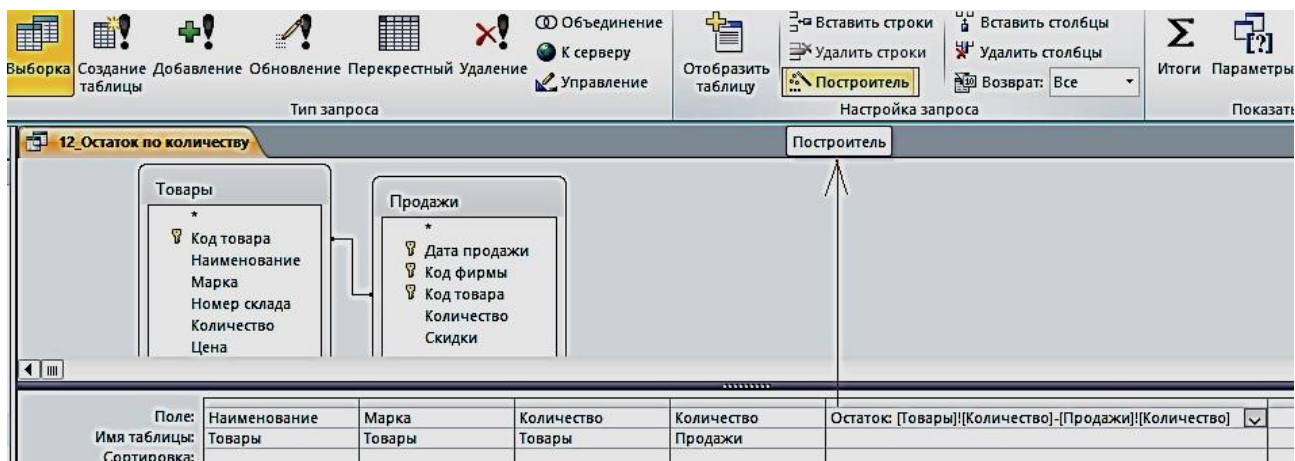 Объединение
Вставить строки
Вставить столбцы
К серверу
Удалить строки
Удалить столбцы
Выборка Создание таблицы Добавление Обновление Перекрестный Удаление
Управление
Отобразить таблицу
Построитель
Возврат: Все
Итоги Параметры
Тип запроса
Настройка запроса
Показать
12_Остаток по количеству
Построитель
Товары
*
Код товара
Наименование
Марка
Номер склада
Количество
Цена
Продажи
*
Дата продажи
Код фирмы
Код товара
Количество
Скидки
Поле: Наименование Марка Количество Количество Остаток: [Товары]![Количество]-[Продажи]![Количество]
Имя таблицы: Товары Товары Товары Продажи
Сортировка: